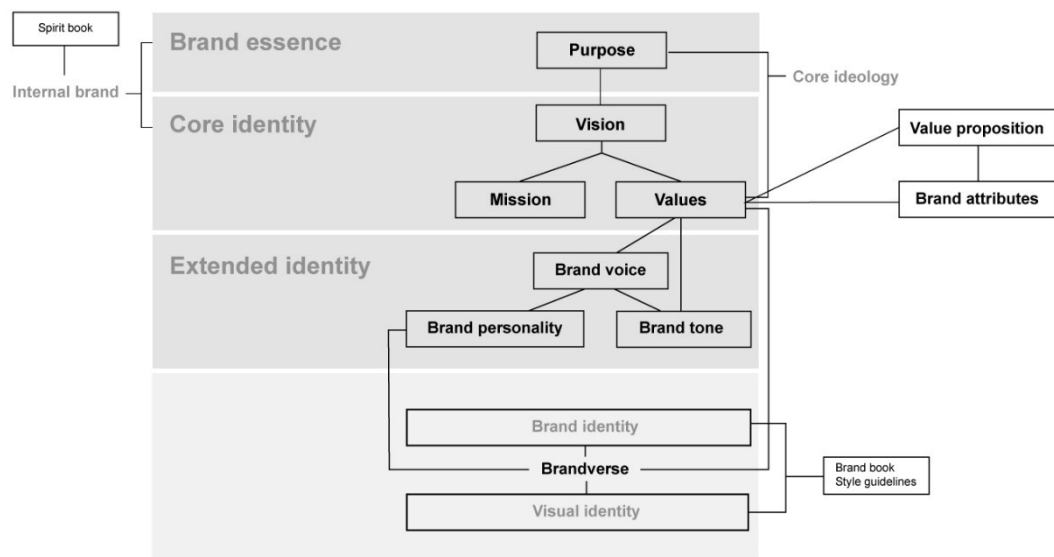 Spirit book
Brand essence
Purpose
Internal brand
Core ideology
Core identity
Vision
Value proposition
Mission
Values
Brand attributes
Extended identity
Brand voice
Brand personality
Brand tone
Brand identity
Brandverse
Brand book
Style guidelines
Visual identity